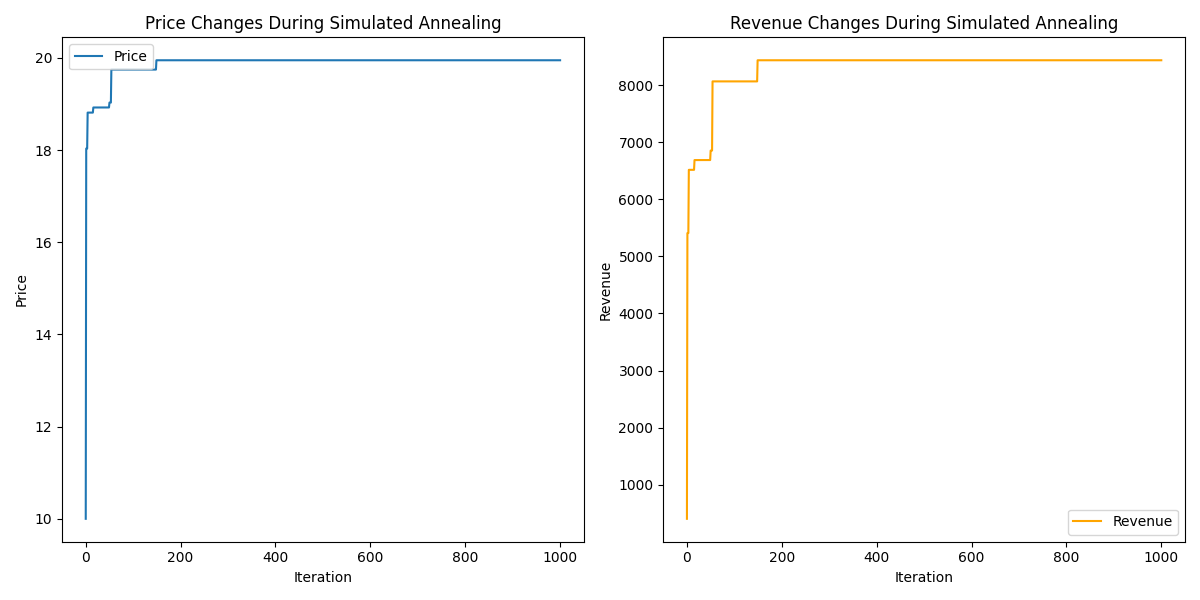 Price Changes During Simulated Annealing
Price
20
18
16
14
12
10
Price
0 200 400 600 800 1000
Iteration
Revenue Changes During Simulated Annealing
8000
7000
6000
5000
4000
3000
2000
1000
Revenue
Revenue
0 200 400 600 800 1000
Iteration